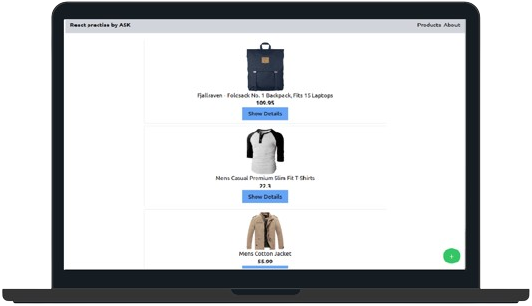 React practise by ASK
Products About
Fjallraven - Foldsack No. 1 Backpack, Fits 15 Laptops
109.95
Show Details
Mens Casual Premium Slim Fit T Shirts
22.3
Show Details
Mens Cotton Jacket
55.99
+